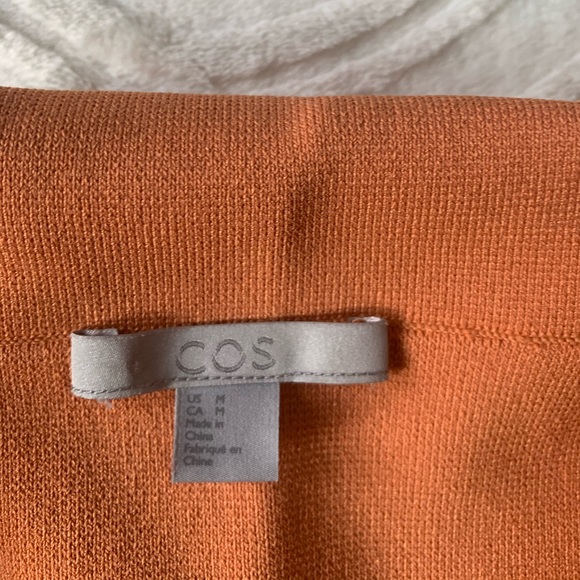 COS
US M
CA M
Made in
China
Fabriqué en
Chine